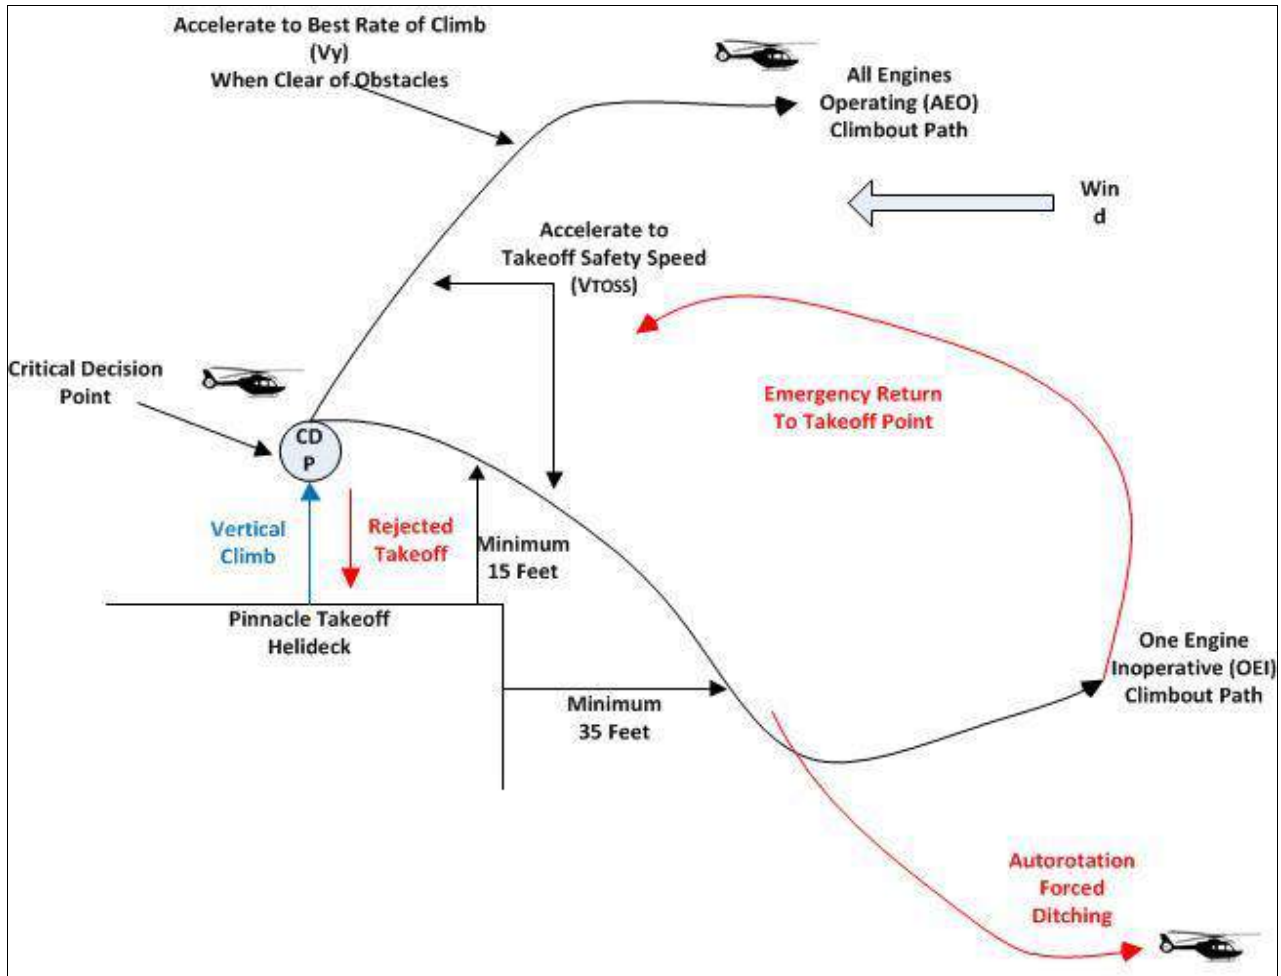 Accelerate to Best Rate of Climb
(Vy)
When Clear of Obstacles
All Engines
Operating (AEO)
Climbout Path
Win
d
Accelerate to
Takeoff Safety Speed
(VTOSS)
Critical Decision
Point
CD
P
Emergency Return
To Takeoff Point
Vertical
Climb
Rejected
Takeoff
Minimum
15 Feet
Pinnacle Takeoff
Helideck
Minimum
35 Feet
One Engine
Inoperative (OEI)
Climbout Path
Autorotation
Forced
Ditching